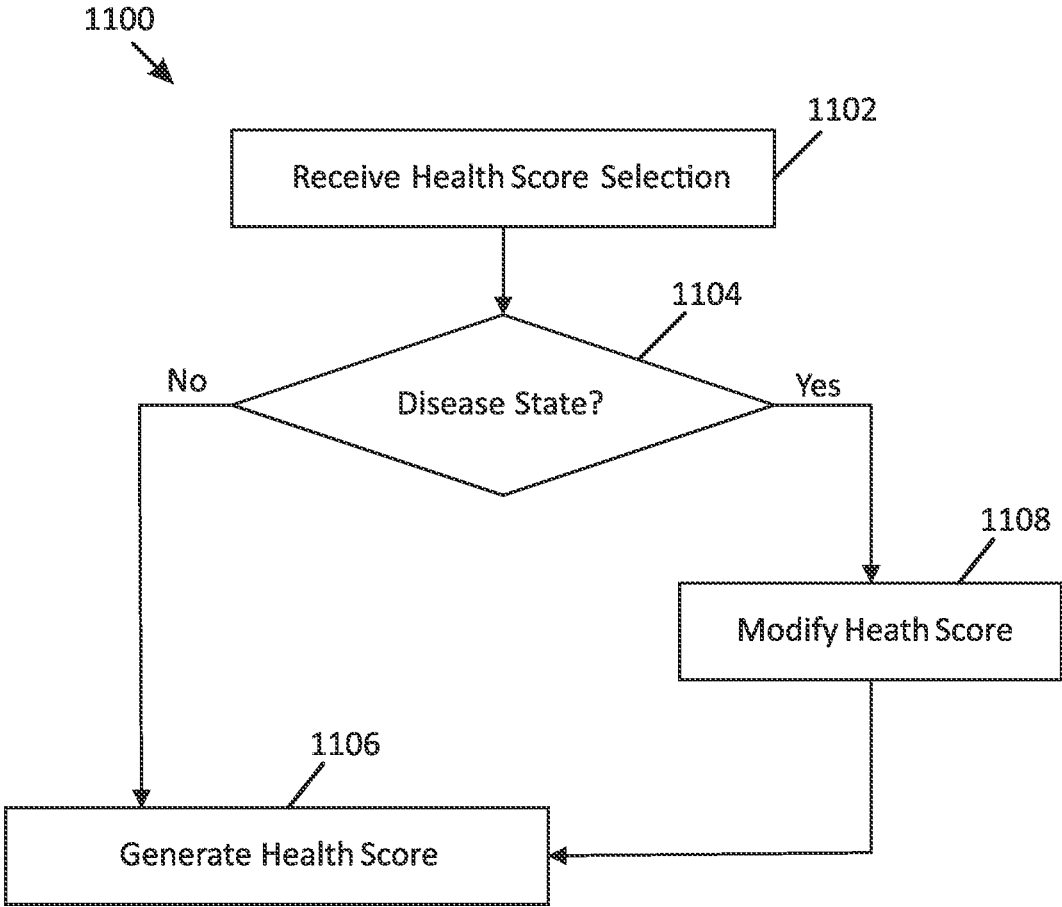 1100
1102
Receive Health Score Selection
1104
No
Disease State?
Yes
1108
Modify Heath Score
1106
Generate Health Score